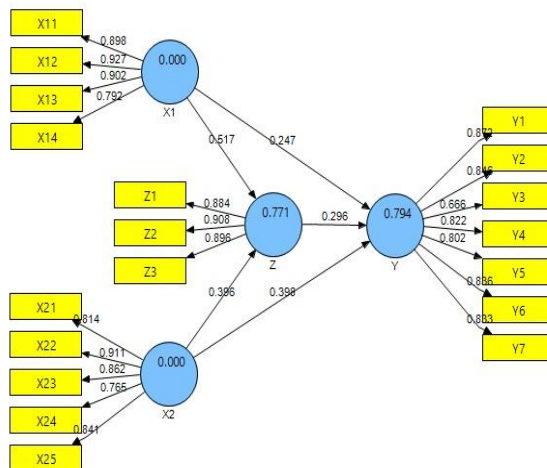 X11
0.898
0.000
X12
0.927
X13
0.902
X14
0.792
X1
0.517
0.247
Y1
0.872
Y2
0.846
Z1
0.884
Y3
0.666
Z2
0.908
0.771
0.296
0.794
0.822
Y4
Z3
0.896
0.802
Z
Y
Y5
0.836
Y6
0.396
0.398
0.833
Y7
X21
0.814
X22
0.911
0.000
X23
0.862
X24
0.765
X2
0.841
X25